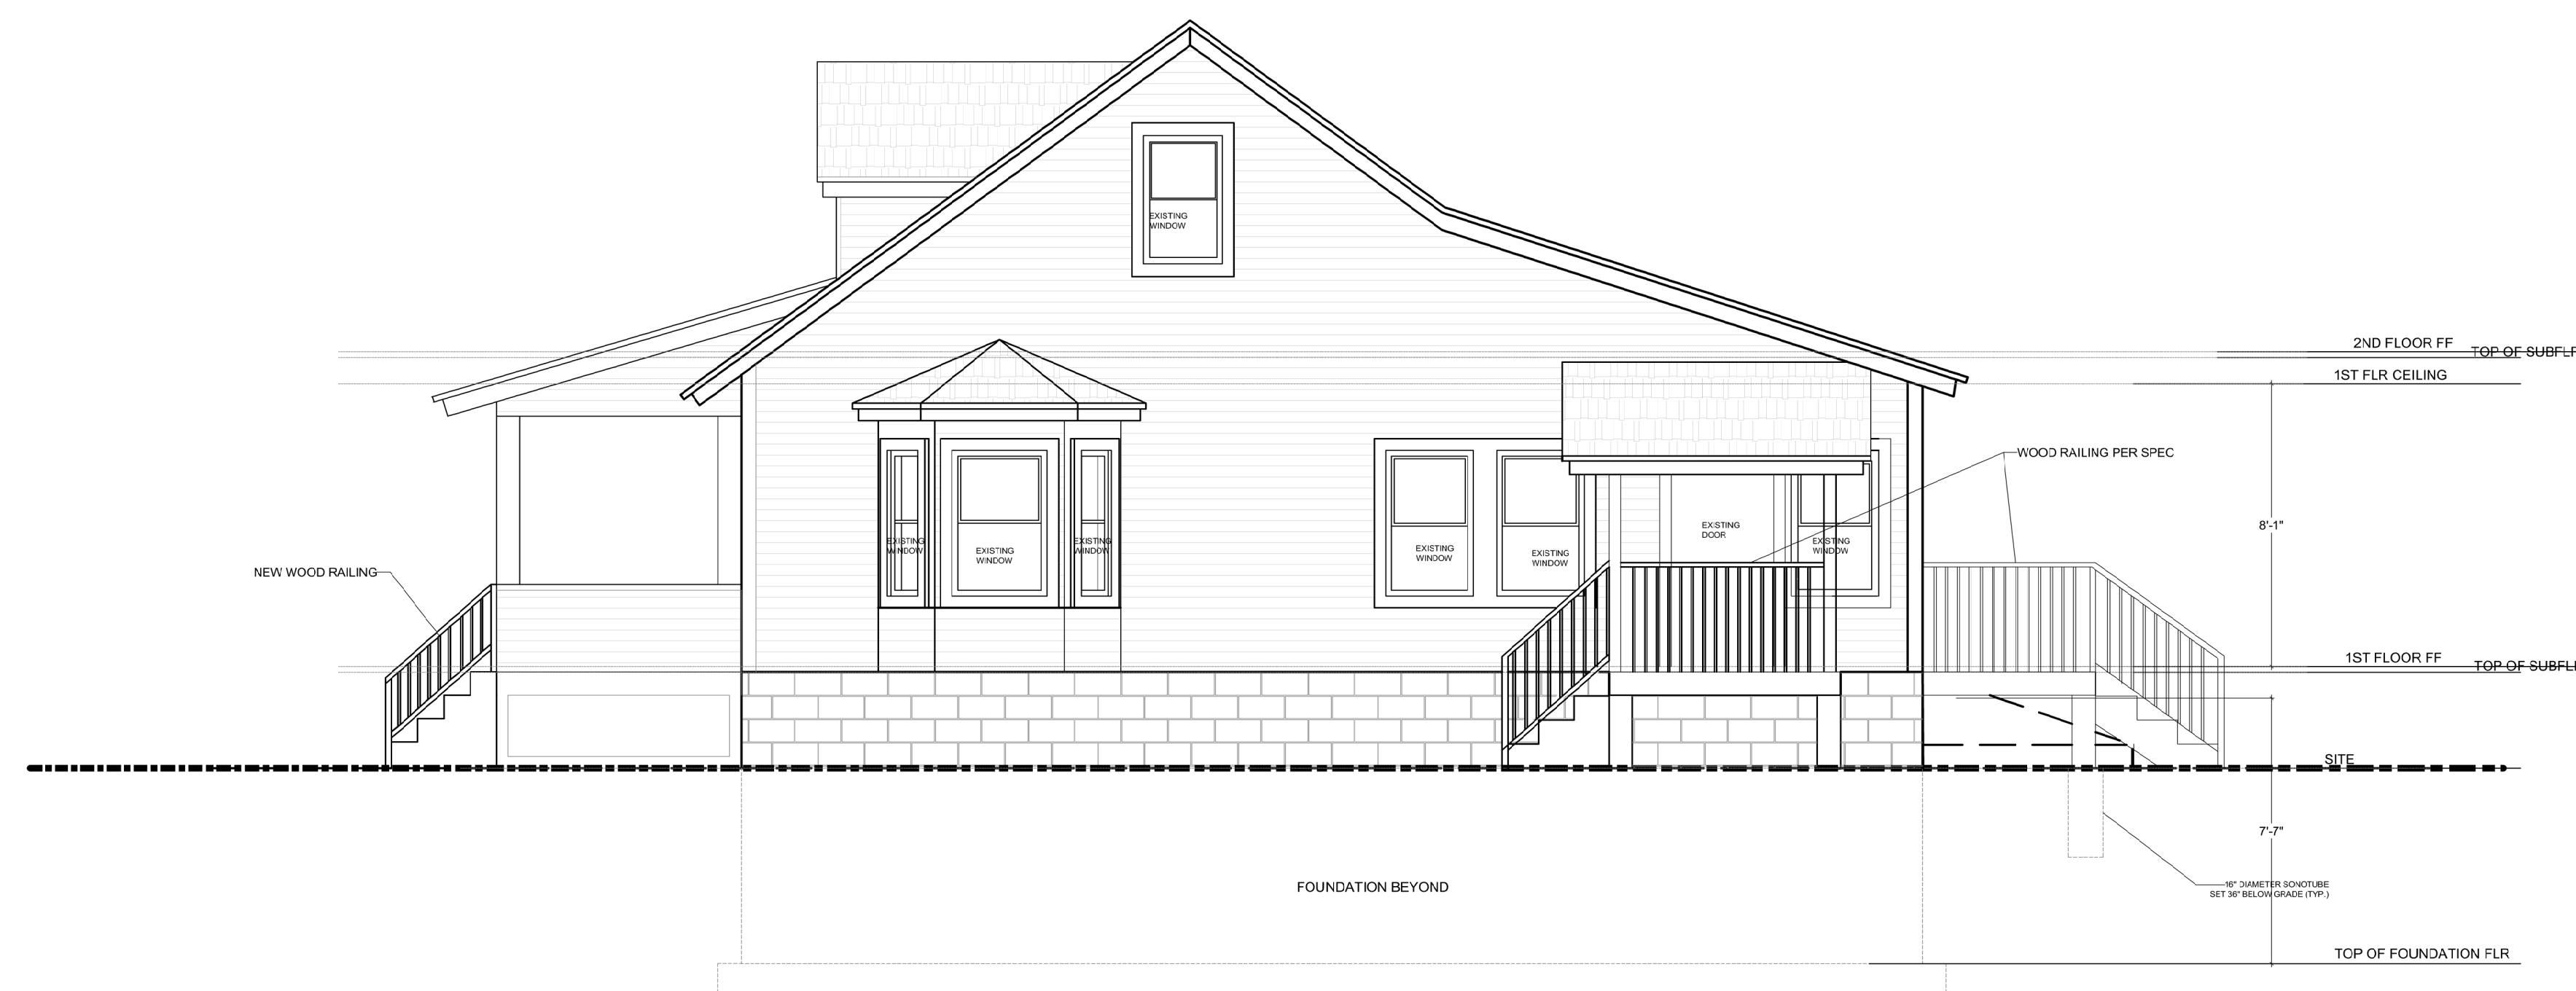 EXISTING
WINDOW
2ND FLOOR FF
TOP OF SUBFL
1ST FLR CEILING
WOOD RAILING PER SPEC
8'-1"
EXISTING
DOOR
EXISTING
WINDOW
EXISTING
WINDOW
EXISTING
WINDOW
EXISTING
WINDOW
EXISTING
WINDOW
EXISTING
WINDOW
NEW WOOD RAILING
1ST FLOOR FF
TOP OF SUBFL
SITE
7'-7"
FOUNDATION BEYOND
16" DIAMETER SONOTUBE
SET 36" BELOW GRADE (TYP.)
TOP OF FOUNDATION FLR